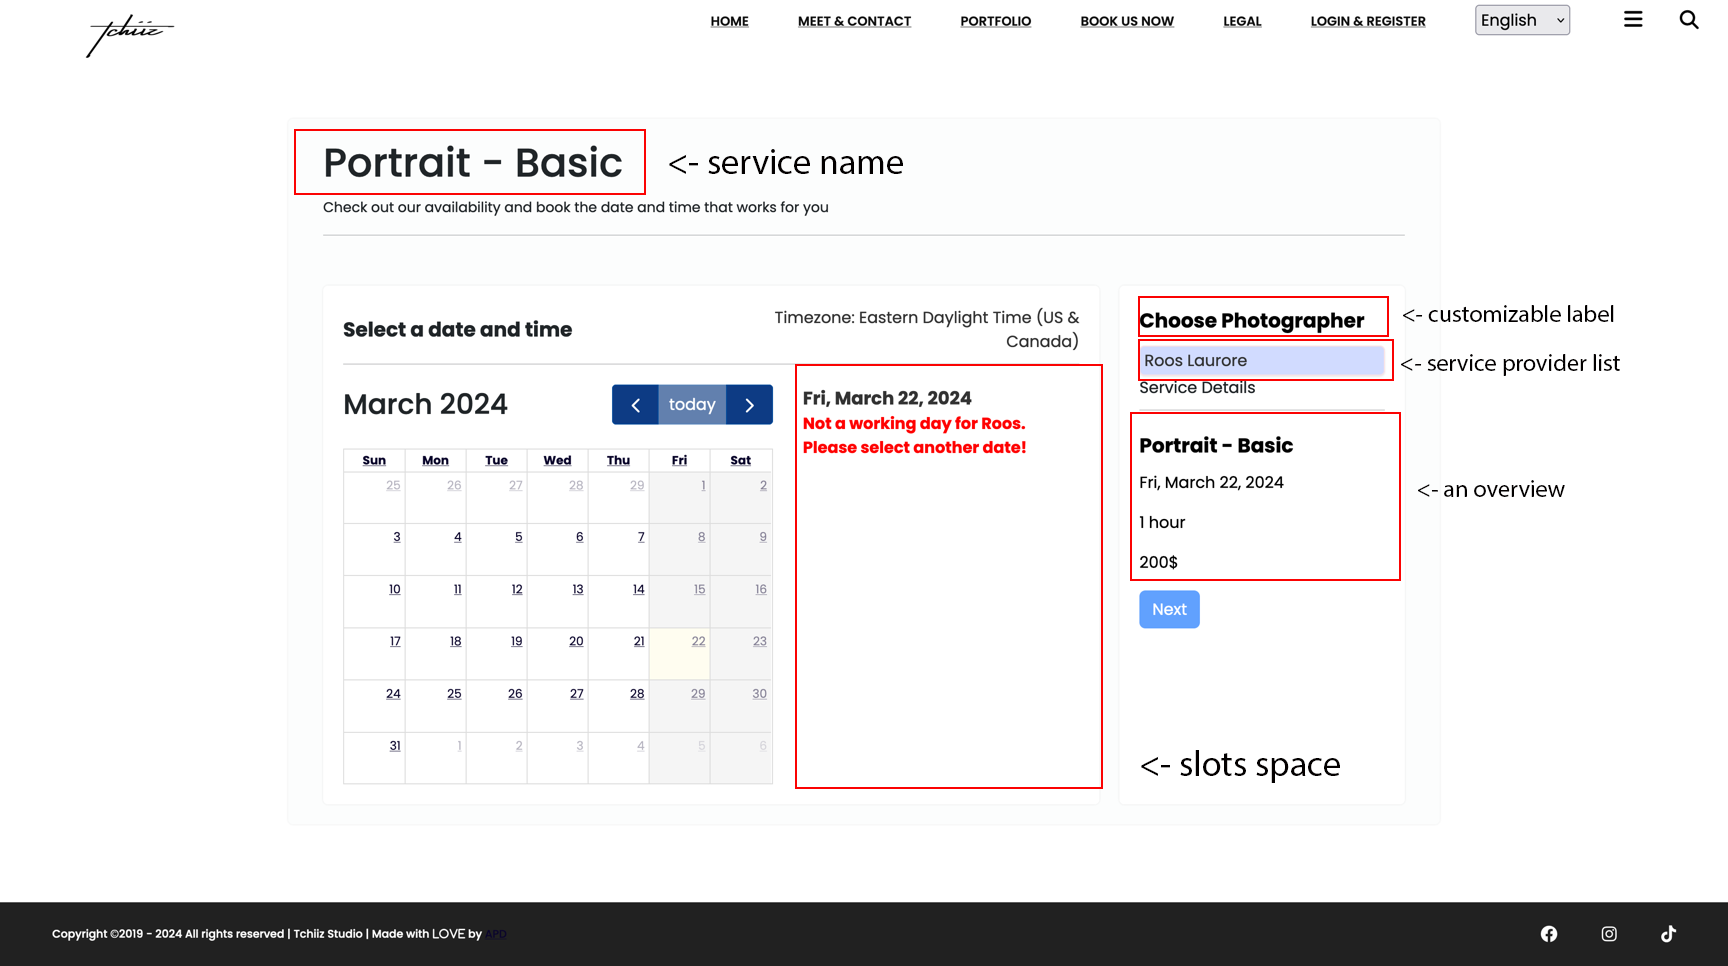 Tchiiz
HOME MEET & CONTACT PORTFOLIO BOOK US NOW LEGAL LOGIN & REGISTER English
Portrait - Basic
<- service name
Check out our availability and book the date and time that works for you
Select a date and time
Timezone: Eastern Daylight Time (US &
Canada)
March 2024
today
Sun Mon Tue Wed Thu Fri Sat
25 26 27 28 29 1 2
3 4 5 6 7 8 9
10 11 12 13 14 15 16
17 18 19 20 21 22 23
24 25 26 27 28 29 30
31 1 2 3 4 5 6
Fri, March 22, 2024
Not a working day for Roos.
Please select another date!
Choose Photographer
<- customizable label
Roos Laurore
<- service provider list
Service Details
Portrait - Basic
Fri, March 22, 2024
<- an overview
1 hour
200$
Next
<- slots space
Copyright ©2019 - 2024 All rights reserved | Tchiiz Studio | Made with LOVE by APD